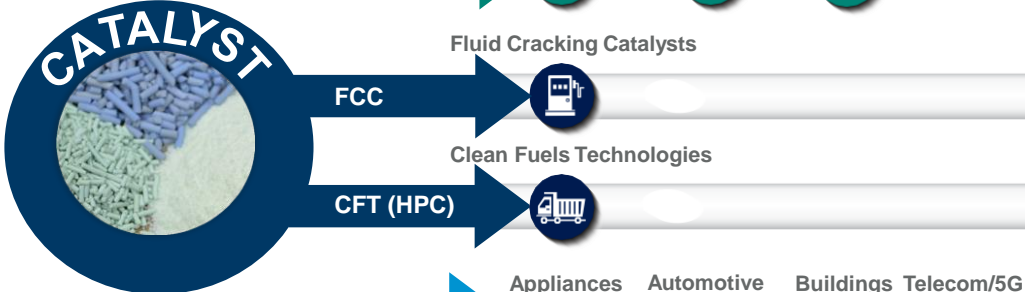 CATALYST
Fluid Cracking Catalysts
FCC
Clean Fuels Technologies
CFT (HPC)
Appliances Automotive Buildings Telecom/5G